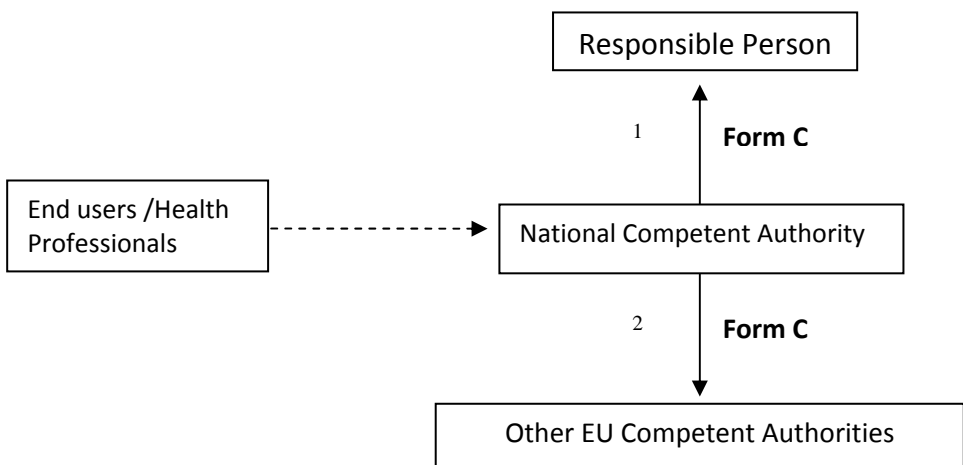 Responsible Person
1
Form C
End users /Health
Professionals
National Competent Authority
2
Form C
Other EU Competent Authorities